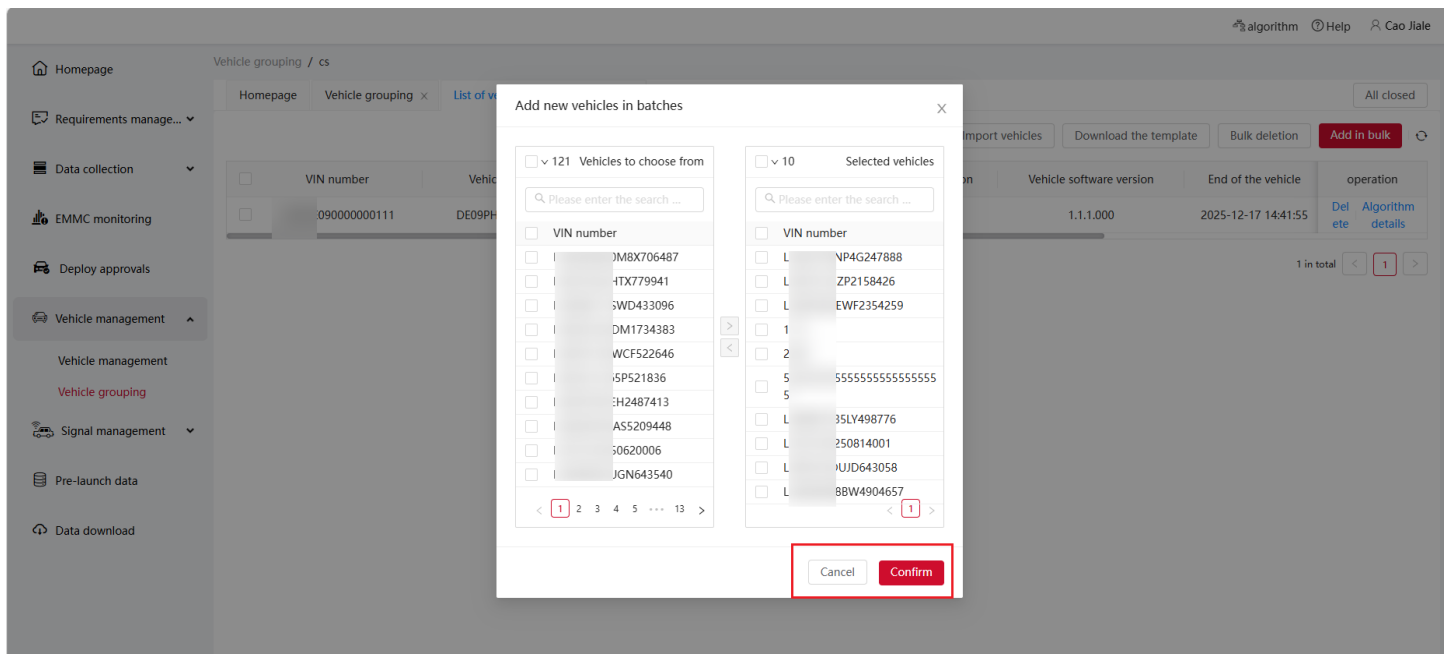 algorithm Help Cao Jiale
Homepage
Requirements manage...
Data collection
EMMC monitoring
Deploy approvals
Vehicle management
Vehicle management
Vehicle grouping
Signal management
Pre-launch data
Data download
Vehicle grouping / cs
Homepage Vehicle grouping × List of All closed
Import vehicles Download the template Bulk deletion Add in bulk
VIN number Vehicle software version End of the vehicle operation
090000000111 DE09PH 1.1.1.000 2025-12-17 14:41:55 Del Algorithm
ete details
1 in total < 1 >
Add new vehicles in batches ×
121 Vehicles to choose from
Please enter the search ...
VIN number
0M8X706487
HTX779941
SWD433096
DM1734383
WCF522646
5P521836
EH2487413
AS5209448
0620006
JGN643540
< 1 2 3 4 5 ••• 13 >
>
<
10 Selected vehicles
Please enter the search ...
VIN number
L NP4G247888
L ZP2158426
L EWF2354259
1
2
5 5555555555555555
5
L 35LY498776
L 250814001
L UJD643058
L 8BW4904657
< 1 >
Cancel Confirm